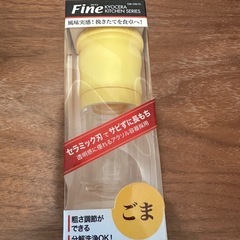 Fine KYOCERA
KITCHEN SERIES
風味実感!挽きたてを食卓へ!
セラミック刃でサビずに長もち
透明感に優れるアクリル容器採用
ごま
粗さ調節が
できる
分解洗浄OK!